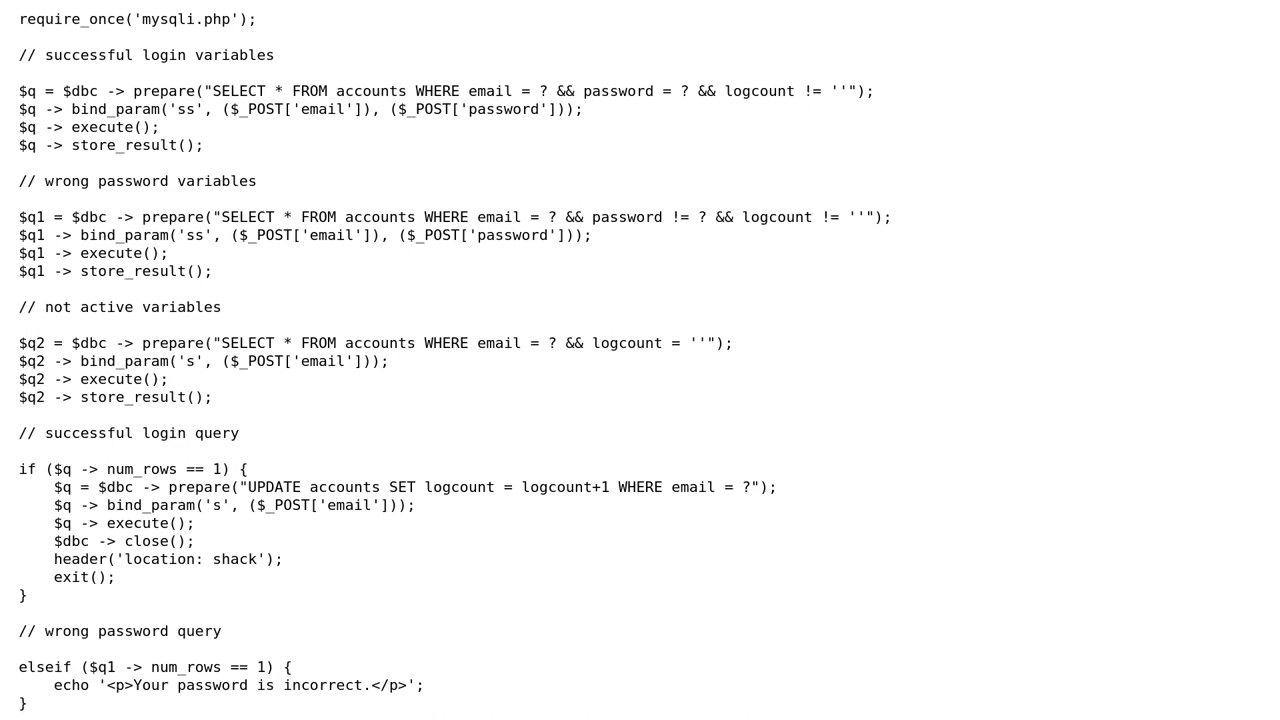 require_once('mysqli.php');
// successful login variables
$q = $dbc -> prepare("SELECT * FROM accounts WHERE email = ? && password = ? && logcount != ''");
$q -> bind_param('ss', ($_POST['email']), ($_POST['password']));
$q -> execute();
$q -> store_result();
// wrong password variables
$q1 = $dbc -> prepare("SELECT * FROM accounts WHERE email = ? && password != ? && logcount != ''");
$q1 -> bind_param('ss', ($_POST['email']), ($_POST['password']));
$q1 -> execute();
$q1 -> store_result();
// not active variables
$q2 = $dbc -> prepare("SELECT * FROM accounts WHERE email = ? && logcount = ''");
$q2 -> bind_param('s', ($_POST['email']));
$q2 -> execute();
$q2 -> store_result();
// successful login query
if ($q -> num_rows == 1) {
    $q = $dbc -> prepare("UPDATE accounts SET logcount = logcount+1 WHERE email = ?");
    $q -> bind_param('s', ($_POST['email']));
    $q -> execute();
    $dbc -> close();
    header('location: shack');
    exit();
}
// wrong password query
elseif ($q1 -> num_rows == 1) {
    echo '<p>Your password is incorrect.</p>';
}